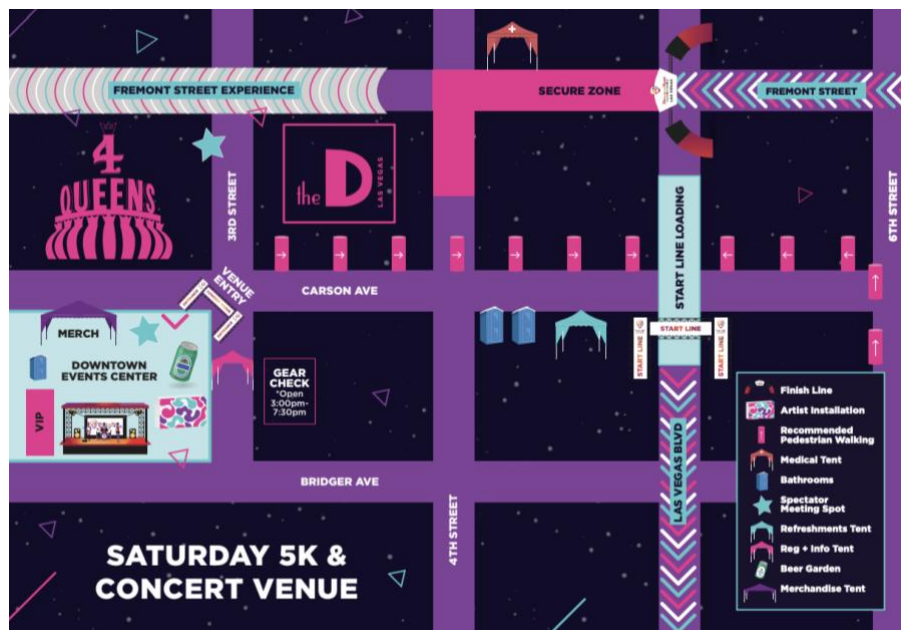 FREMONT STREET EXPERIENCE
SECURE ZONE
FREMONT STREET
4
QUEENS
3RD STREET
the D
LAS VEGAS
START LINE LOADING
6TH STREET
VENUE
ENTRY
CARSON AVE
MERCH
DOWNTOWN
EVENTS CENTER
VIP
GEAR
CHECK
*Open
3:00pm-
7:30pm
START LINE
START LINE
START LINE
LAS VEGAS BLVD
BRIDGER AVE
4TH STREET
SATURDAY 5K &
CONCERT VENUE
Finish Line
Artist Installation
Recommended
Pedestrian Walking
Medical Tent
Bathrooms
Spectator
Meeting Spot
Refreshments Tent
Reg + Info Tent
Beer Garden
Merchandise Tent